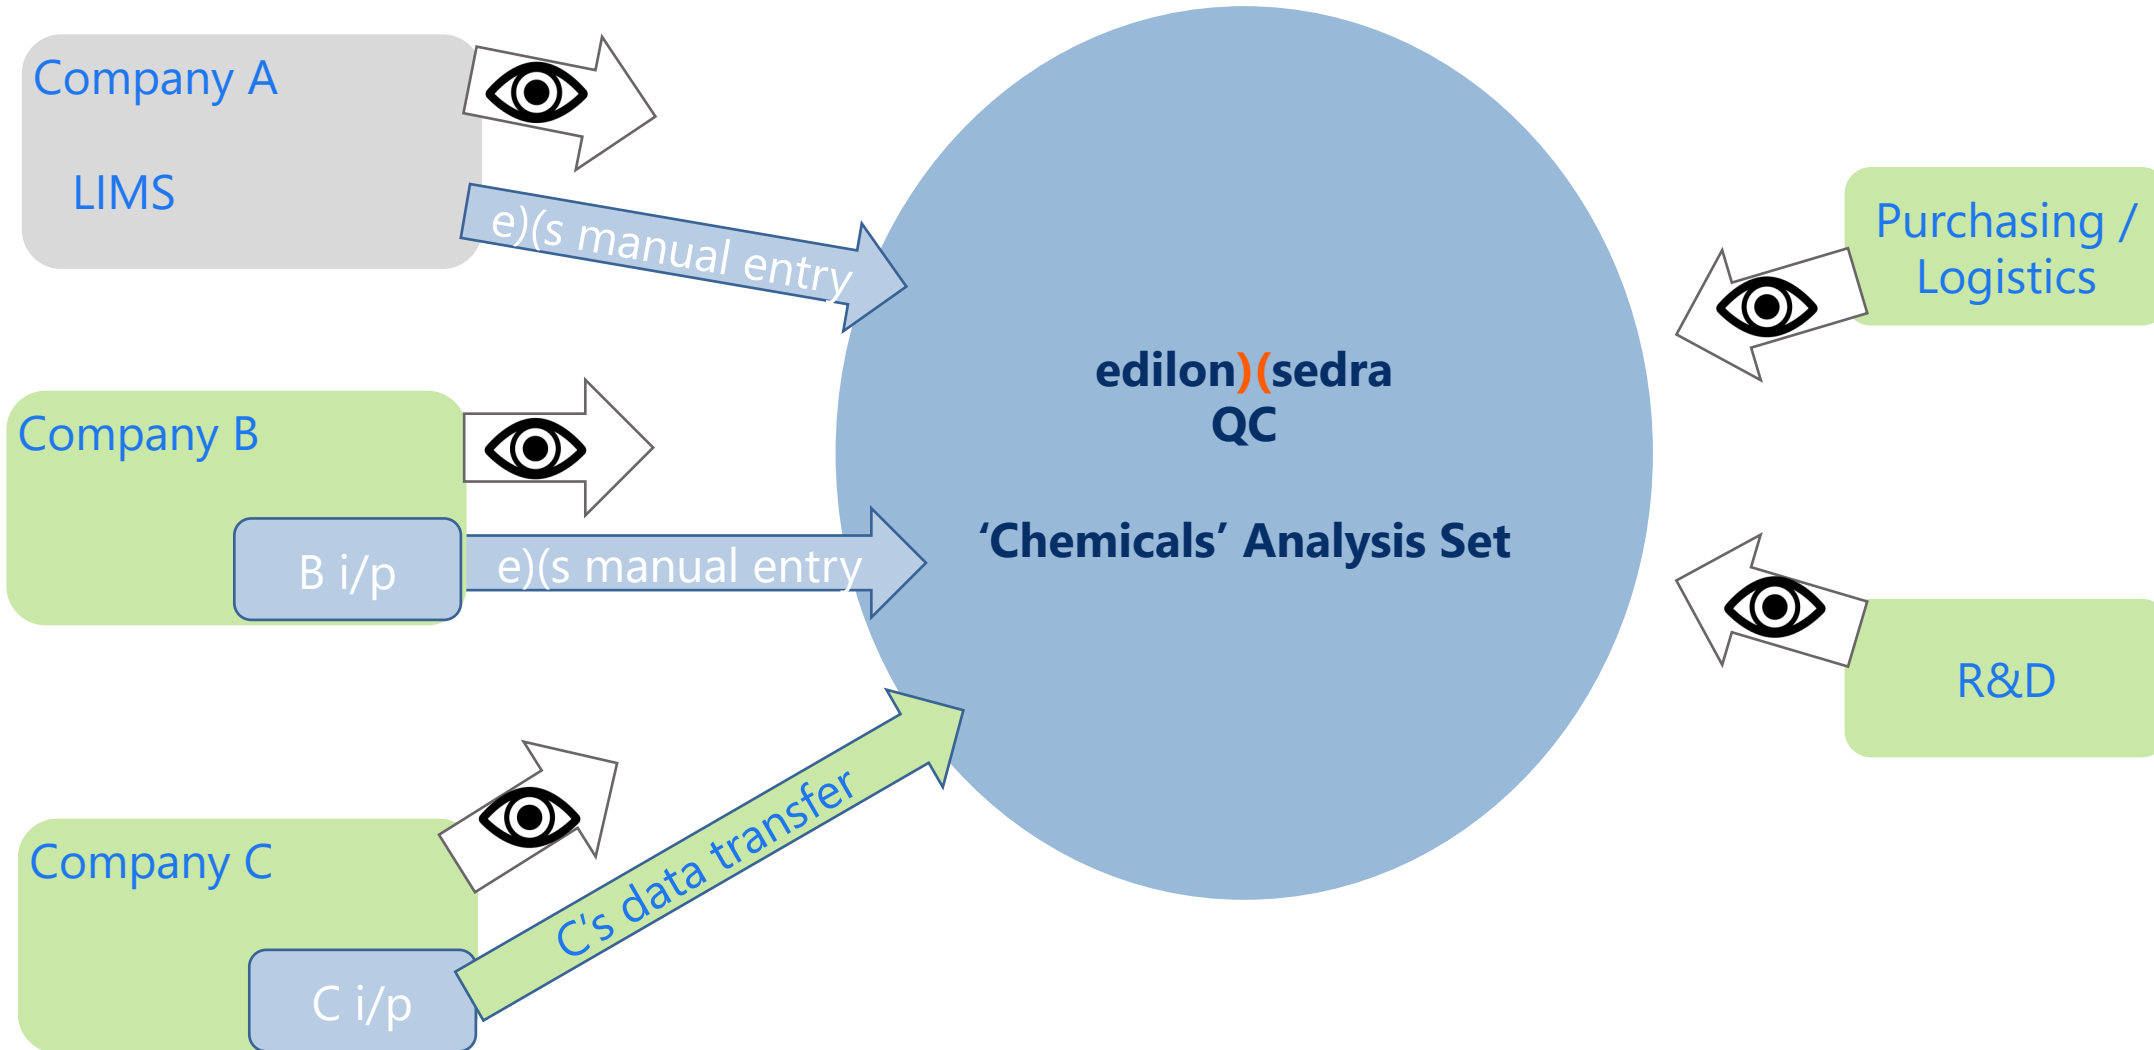 Company A
LIMS
e)(s manual entry
Company B
B i/p
e)(s manual entry
Company C
C i/p
C's data transfer
edilon)(sedra
QC
‘Chemicals’ Analysis Set
Purchasing /
Logistics
R&D